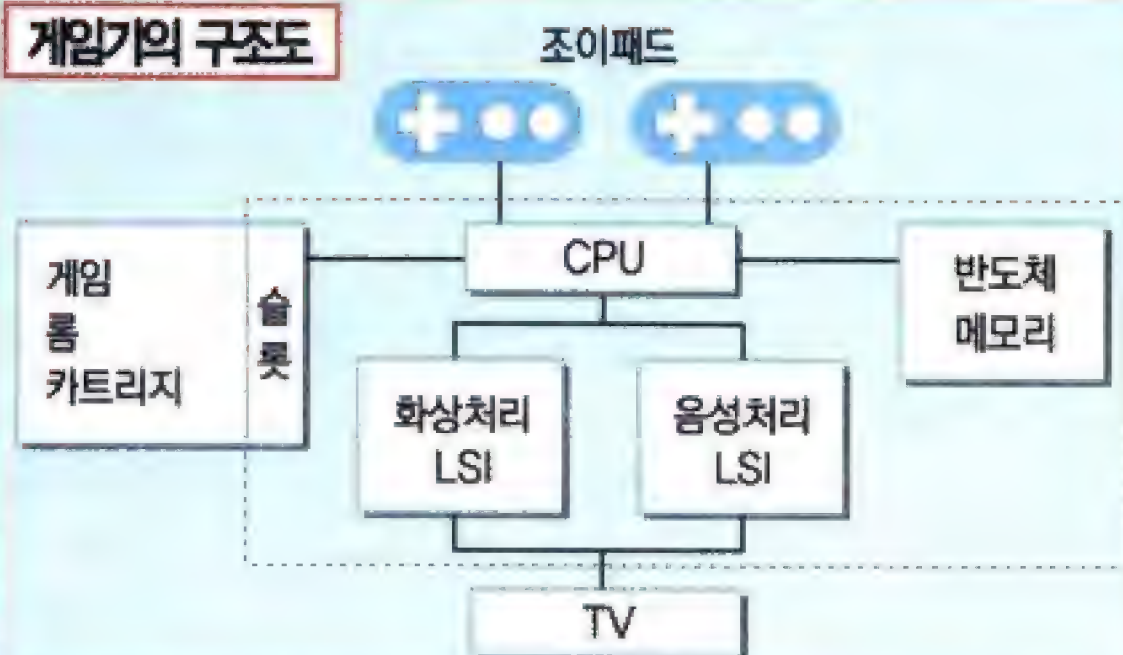 게임기의 구조도
조이패드
CPU
게임
롬
카트리지
슬
롯
반도체
메모리
화상처리
LSI
음성처리
LSI
TV